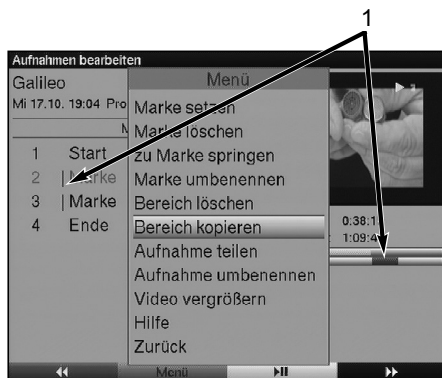 1
Aufnahmen bearbeiten
Galileo
Mi 17.10. 19:04 Pro
Menü
Marke setzen
Marke löschen
zu Marke springen
Marke umbenennen
Bereich löschen
Bereich kopieren
Aufnahme teilen
Aufnahme umbenennen
Video vergrößern
Hilfe
Zurück
M
1 Start
2 | Marke
3 | Marke
4 Ende
0:38:1
1:09:4
Menü